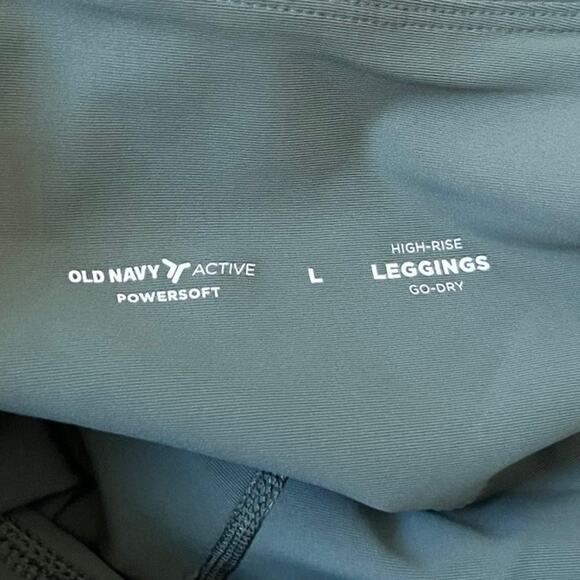 OLD NAVY ACTIVE
POWERSOFT
L
HIGH-RISE
LEGGINGS
GO-DRY